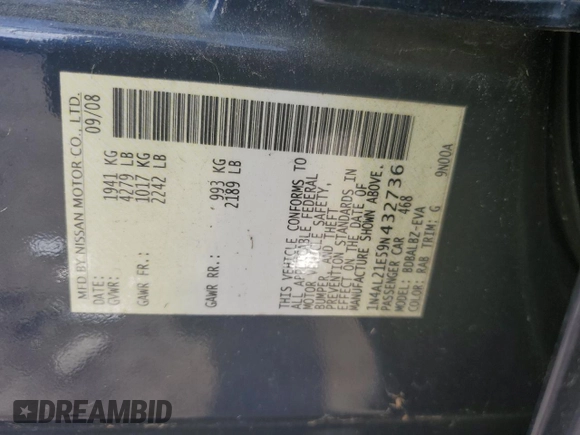 MFD BY NISSAN MOTOR CO., LTD.
DATE: 09/08
GVWR: 1941 KG
4279 LB
GAWR FR.: 1017 KG
2242 LB
GAWR RR.: 993 KG
2189 LB
THIS VEHICLE CONFORMS TO
ALL APPLICABLE FEDERAL
MOTOR VEHICLE SAFETY,
BUMPER AND THEFT
PREVENTION STANDARDS IN
EFFECT ON THE DATE OF
MANUFACTURE SHOWN ABOVE.
1N4AL21E59N432736
PASSENGER CAR 468
MODEL: BDBALBZ-EVA
COLOR: RAB TRIM: G 9N00A
DREAMBID